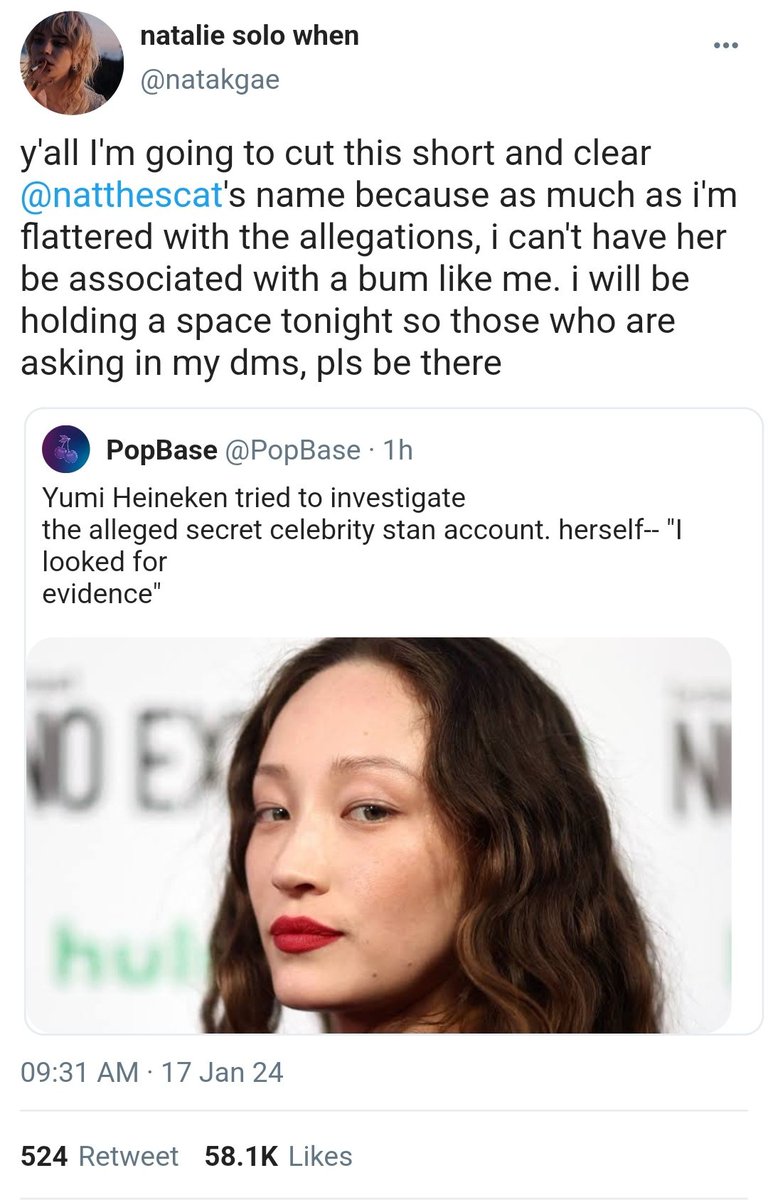 natalie solo when
@natakgae
y'all I'm going to cut this short and clear
@natthescat's name because as much as i'm
flattered with the allegations, i can't have her
be associated with a bum like me. i will be
holding a space tonight so those who are
asking in my dms, pls be there
PopBase @PopBase · 1h
Yumi Heineken tried to investigate
the alleged secret celebrity stan account. herself-- "I
looked for
evidence"
NO EX
N
hul
09:31 AM · 17 Jan 24
524 Retweet 58.1K Likes